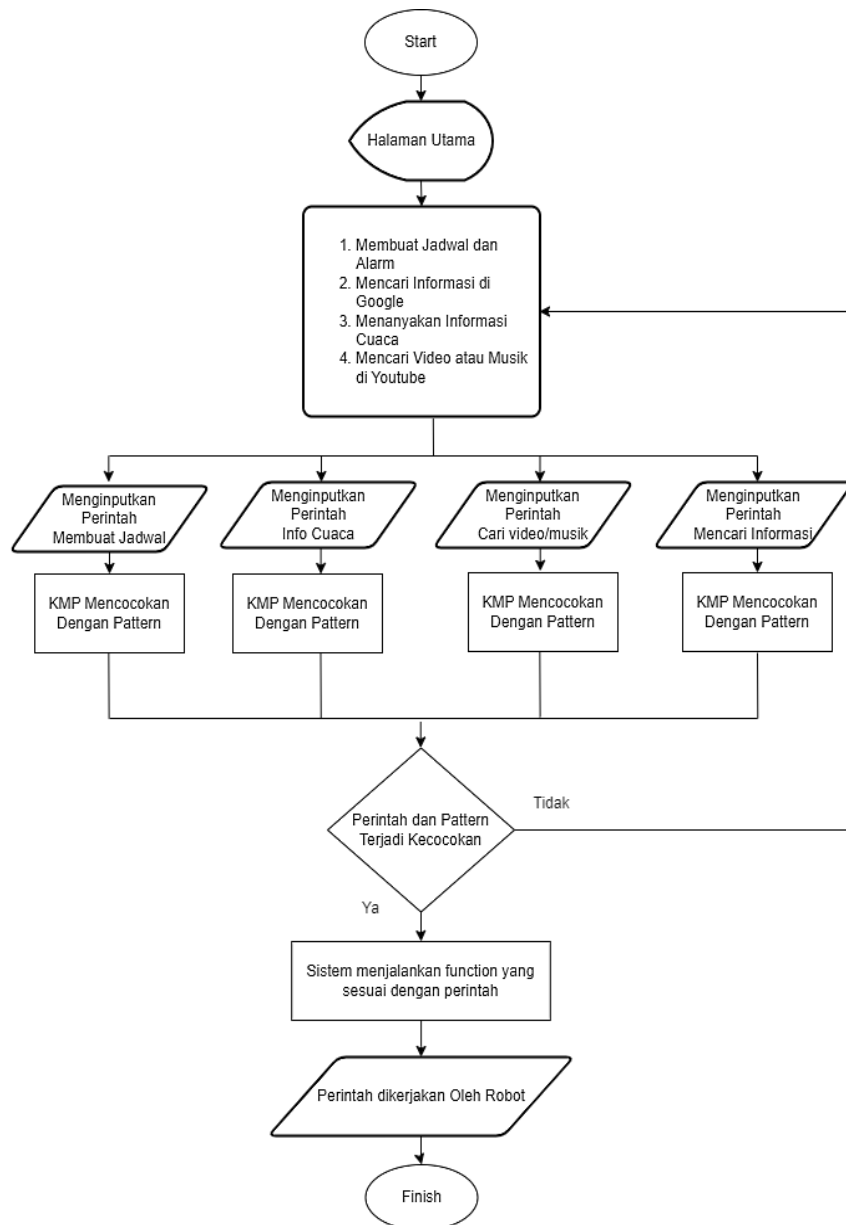 Start
Halaman Utama
1. Membuat Jadwal dan
Alarm
2. Mencari Informasi di
Google
3. Menanyakan Informasi
Cuaca
4. Mencari Video atau Musik
di Youtube
Menginputkan
Perintah
Membuat Jadwal
Menginputkan
Perintah
Info Cuaca
Menginputkan
Perintah
Cari video/musik
Menginputkan
Perintah
Mencari Informasi
KMP Mencocokan
Dengan Pattern
KMP Mencocokan
Dengan Pattern
KMP Mencocokan
Dengan Pattern
KMP Mencocokan
Dengan Pattern
Perintah dan Pattern
Terjadi Kecocokan
Tidak
Ya
Sistem menjalankan function yang
sesuai dengan perintah
Perintah dikerjakan Oleh Robot
Finish